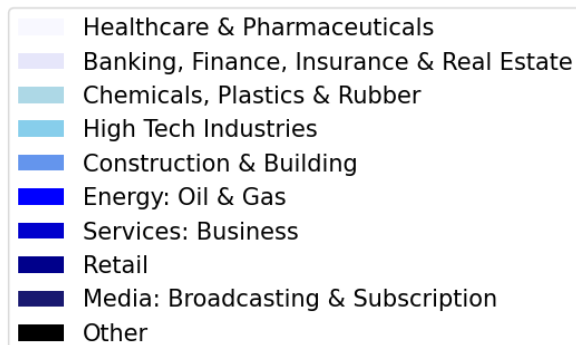 Healthcare & Pharmaceuticals
Banking, Finance, Insurance & Real Estate
Chemicals, Plastics & Rubber
High Tech Industries
Construction & Building
Energy: Oil & Gas
Services: Business
Retail
Media: Broadcasting & Subscription
Other